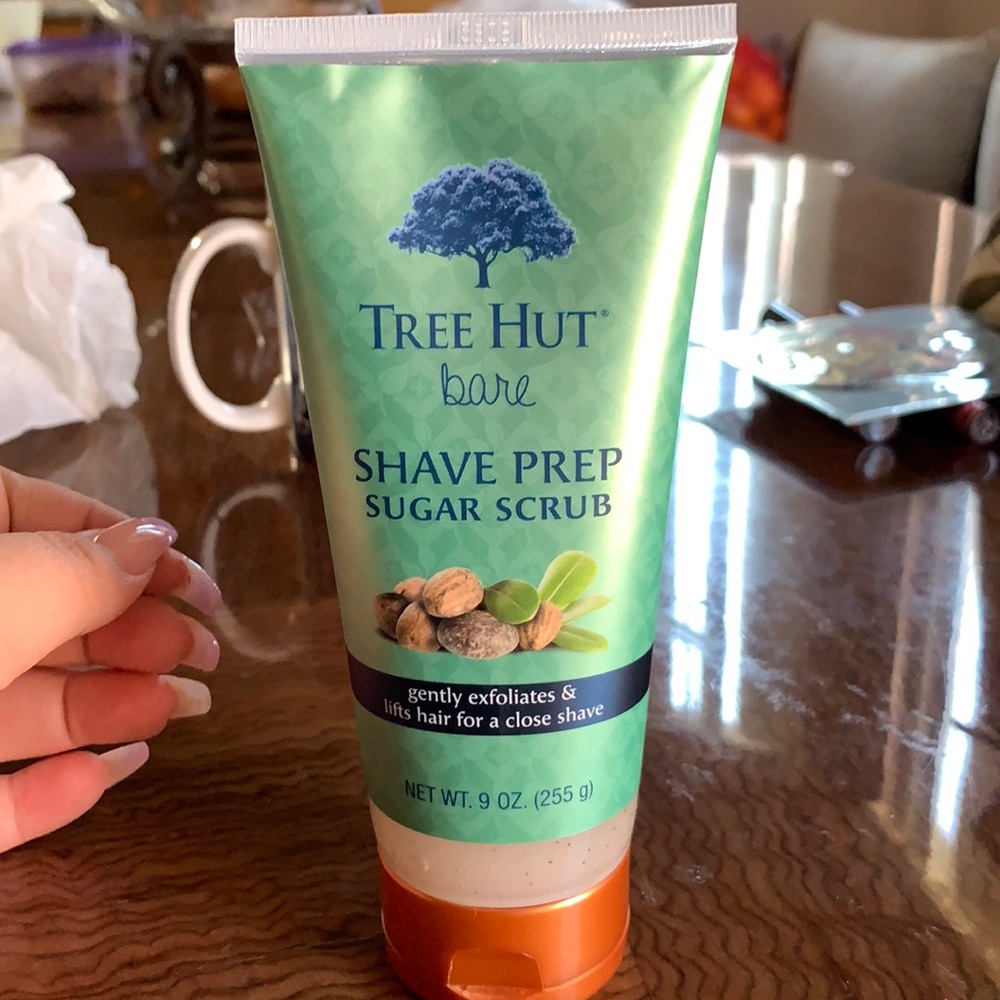 TREE HUT®
bare
SHAVE PREP
SUGAR SCRUB
gently exfoliates &
lifts hair for a close shave
NET WT. 9 OZ. (255 g)